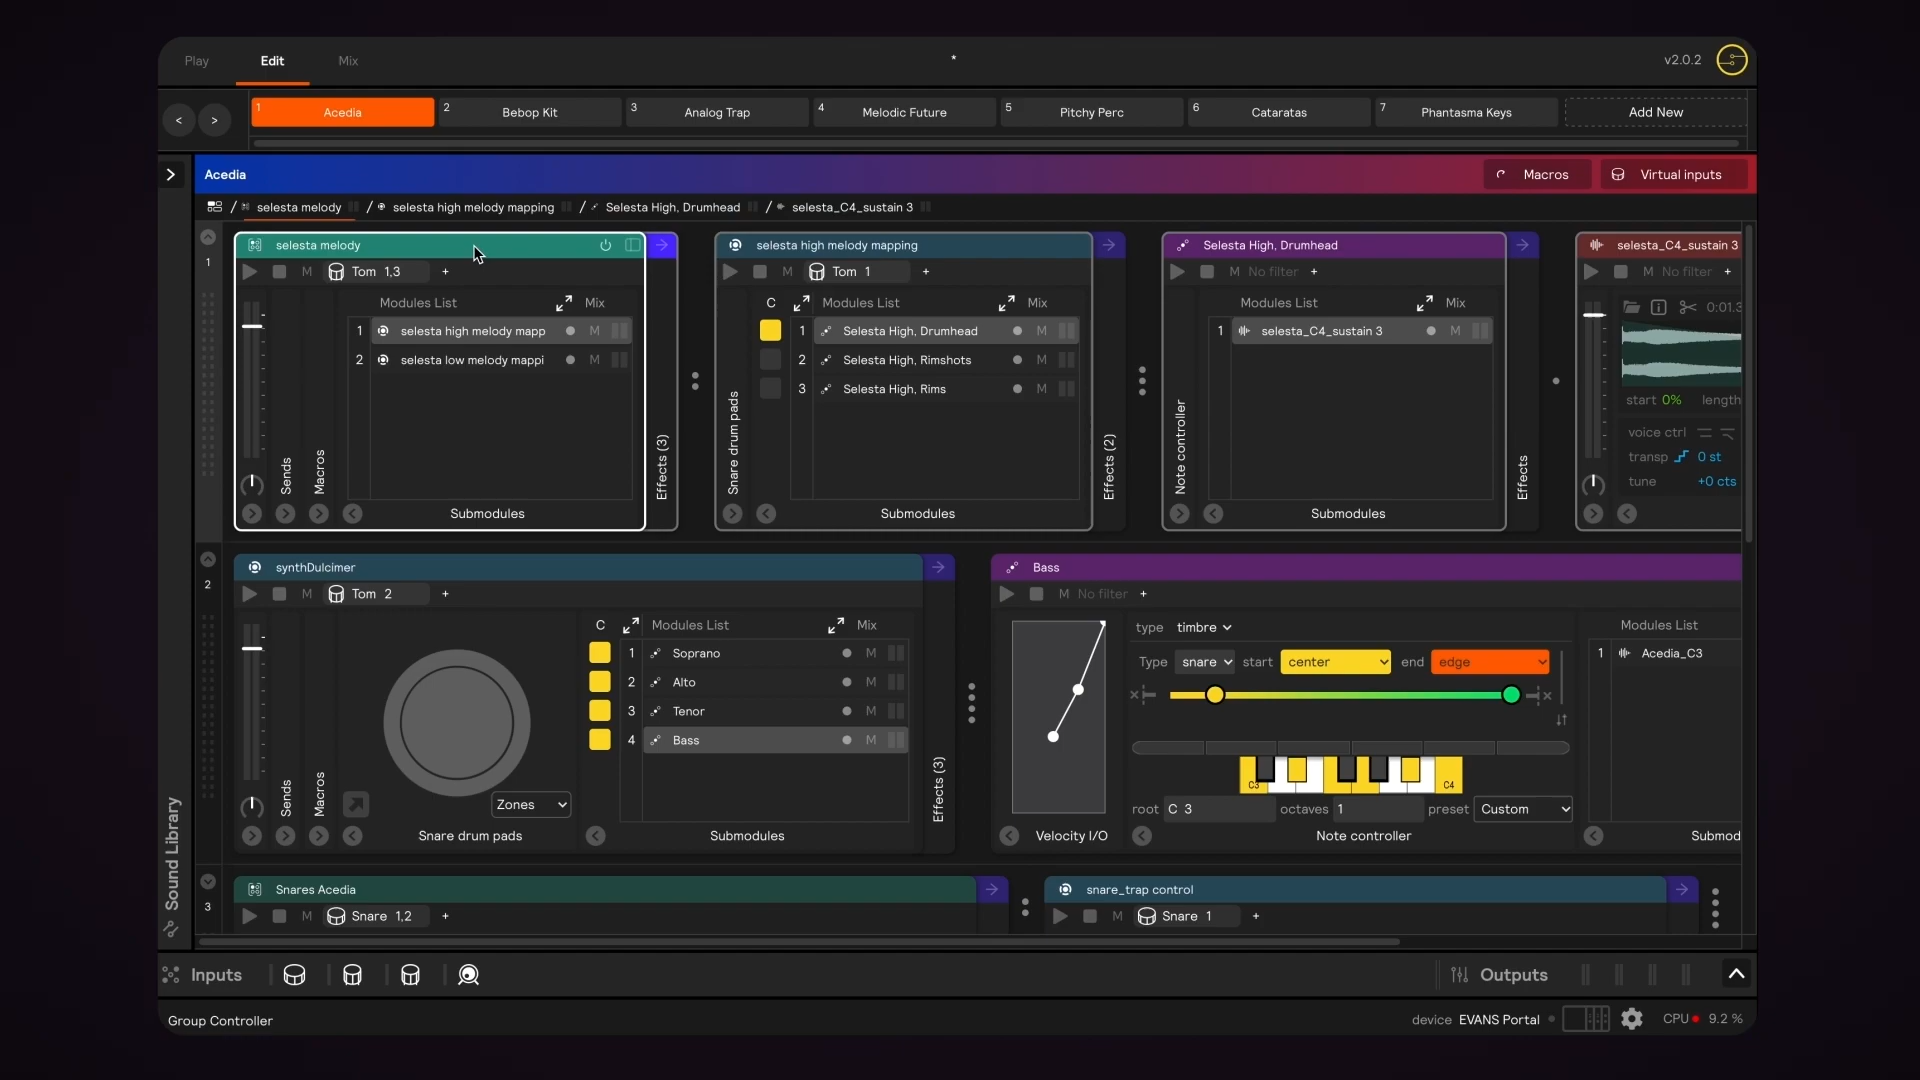 Play Edit Mix * v2.0.2
< > 1 Acedia 2 Bebop Kit 3 Analog Trap 4 Melodic Future 5 Pitchy Perc 6 Cataratas 7 Phantasma Keys Add New
Acedia Macros Virtual inputs
/ selesta melody / selesta high melody mapping / Selesta High, Drumhead / selesta_C4_sustain 3
1
selesta melody
M Tom 1,3 +
Modules List Mix
1 selesta high melody mapp M
2 selesta low melody mappi M
Sends
Macros
Submodules
Effects (3)
selesta high melody mapping
M Tom 1 +
C Modules List Mix
1 Selesta High, Drumhead M
2 Selesta High, Rimshots M
3 Selesta High, Rims M
Snare drum pads
Submodules
Effects (2)
Selesta High, Drumhead
M No filter +
Modules List Mix
1 selesta_C4_sustain 3 M
Note controller
Submodules
Effects
selesta_C4_sustain 3
M No filter +
0:01.3
start 0% length
voice ctrl
transp 0 st
tune +0 cts
2
synthDulcimer
M Tom 2 +
C Modules List Mix
1 Soprano M
2 Alto M
3 Tenor M
4 Bass M
Sends
Macros
Zones
Snare drum pads
Submodules
Effects (3)
Bass
M No filter +
type timbre
Type snare start center end edge
C3 C4
root C 3 octaves 1 preset Custom
Velocity I/O
Note controller
Modules List
1 Acedia_C3
Submod
3
Snares Acedia
M Snare 1,2 +
snare_trap control
M Snare 1 +
Sound Library
Inputs Outputs
Group Controller device EVANS Portal CPU 9.2 %